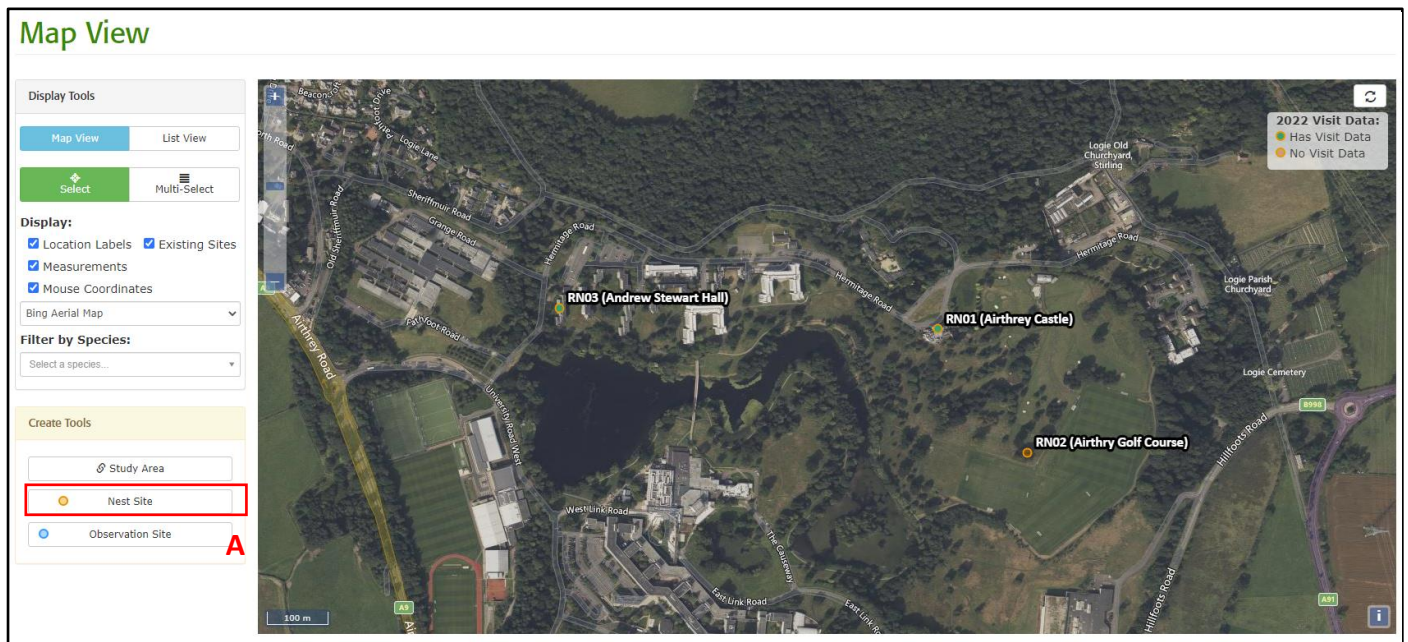 Map View
Display Tools
Map View
List View
Select
Multi-Select
Display:
Location Labels
Existing Sites
Measurements
Mouse Coordinates
Bing Aerial Map
Filter by Species:
Select a species...
Create Tools
Study Area
Nest Site
Observation Site
A
2022 Visit Data:
Has Visit Data
No Visit Data
Logie Lane
Sheriffmuir Road
Grange Road
Old Sheriffmuir Road
Hermitage Road
Hermitage Road
Hermitage Road
Logie Old
Churchyard,
Stirling
Logie Parish
Churchyard
Logie Cemetery
RN03 (Andrew Stewart Hall)
RN01 (Airthrey Castle)
RN02 (Airthry Golf Course)
Airthrey Road
University Road West
West Link Road
The Causeway
East Link Road
Hillfoots Road
Hillfoots Road
B998
A91
A9
100 m
i